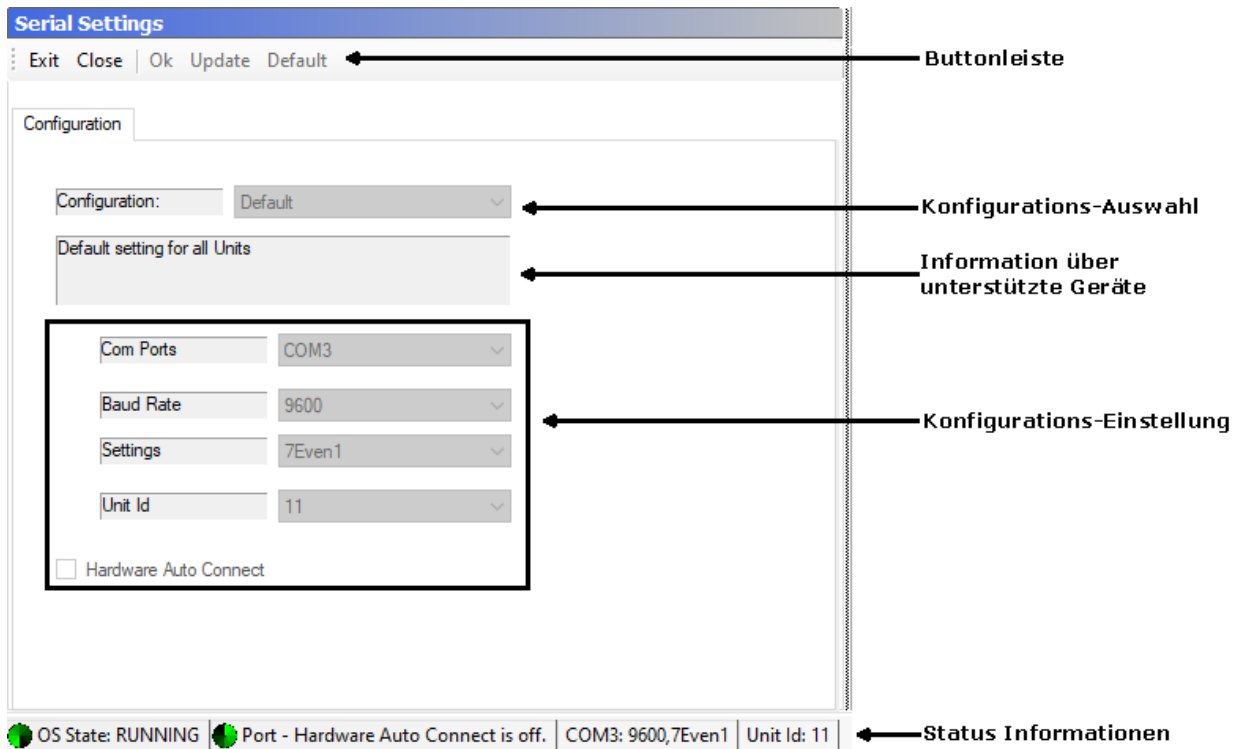 Serial Settings
Exit Close Ok Update Default
Buttonleiste
Configuration
Configuration: Default
Konfigurations-Auswahl
Default setting for all Units
Information über
unterstützte Geräte
Com Ports COM3
Baud Rate 9600
Konfigurations-Einstellung
Settings 7Even1
Unit Id 11
Hardware Auto Connect
OS State: RUNNING Port - Hardware Auto Connect is off. COM3: 9600,7Even1 Unit Id: 11
Status Informationen